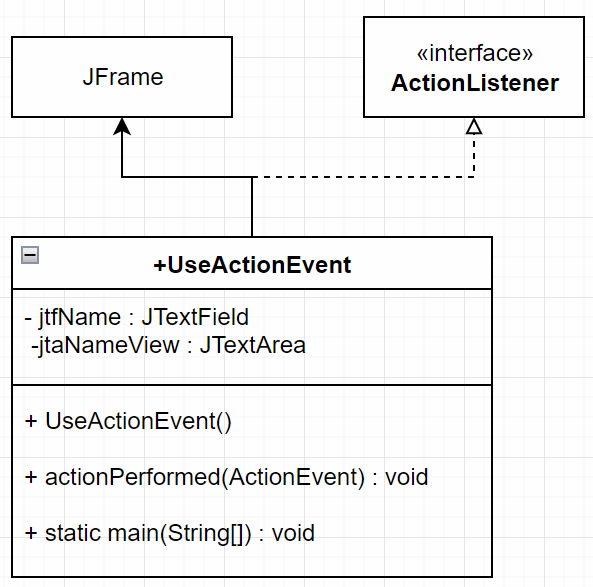 JFrame
«interface»
ActionListener
+UseActionEvent
- jtfName : JTextField
-jtaNameView : JTextArea
+ UseActionEvent()
+ actionPerformed(ActionEvent) : void
+ static main(String[]) : void